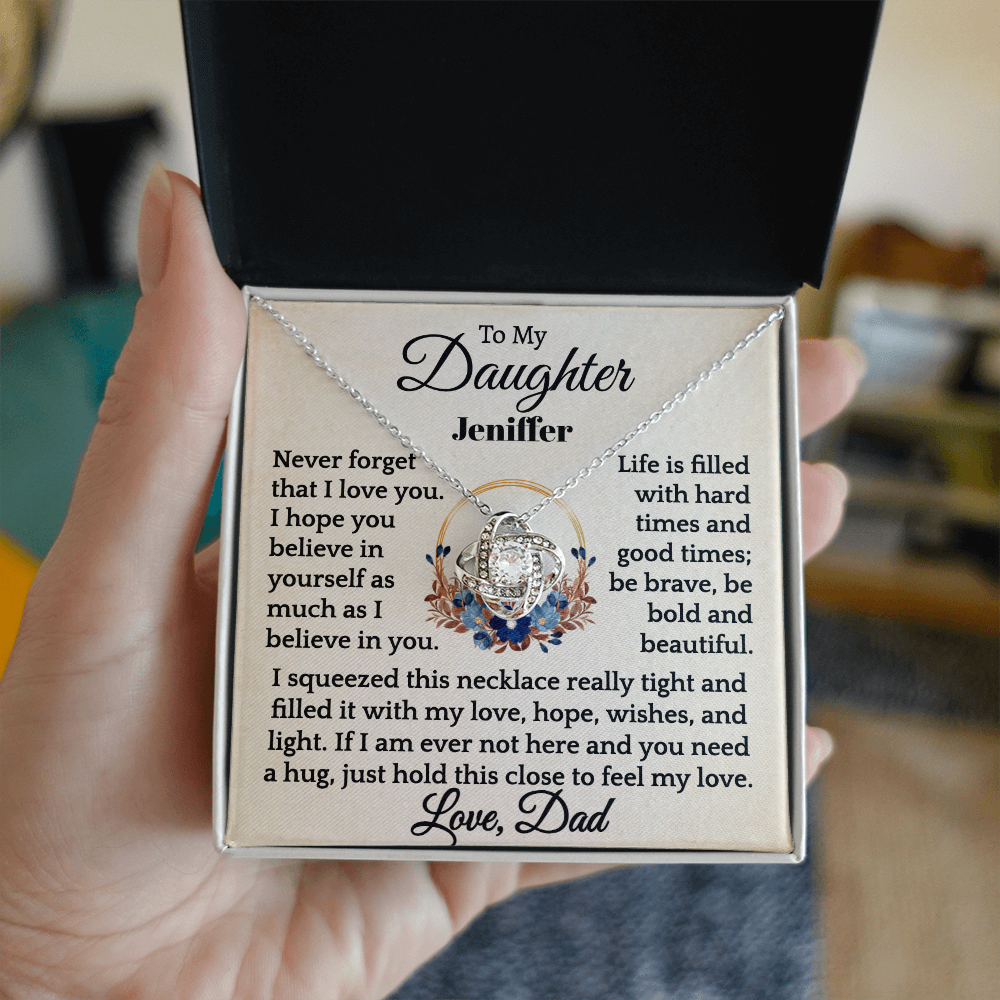 To My
Daughter
Jeniffer
Never forget
that I love you.
I hope you
believe in
yourself as
much as I
believe in you.
Life is filled
with hard
times and
good times;
be brave, be
bold and
beautiful.
I squeezed this necklace really tight and
filled it with my love, hope, wishes, and
light. If I am ever not here and you need
a hug, just hold this close to feel my love.
Love, Dad